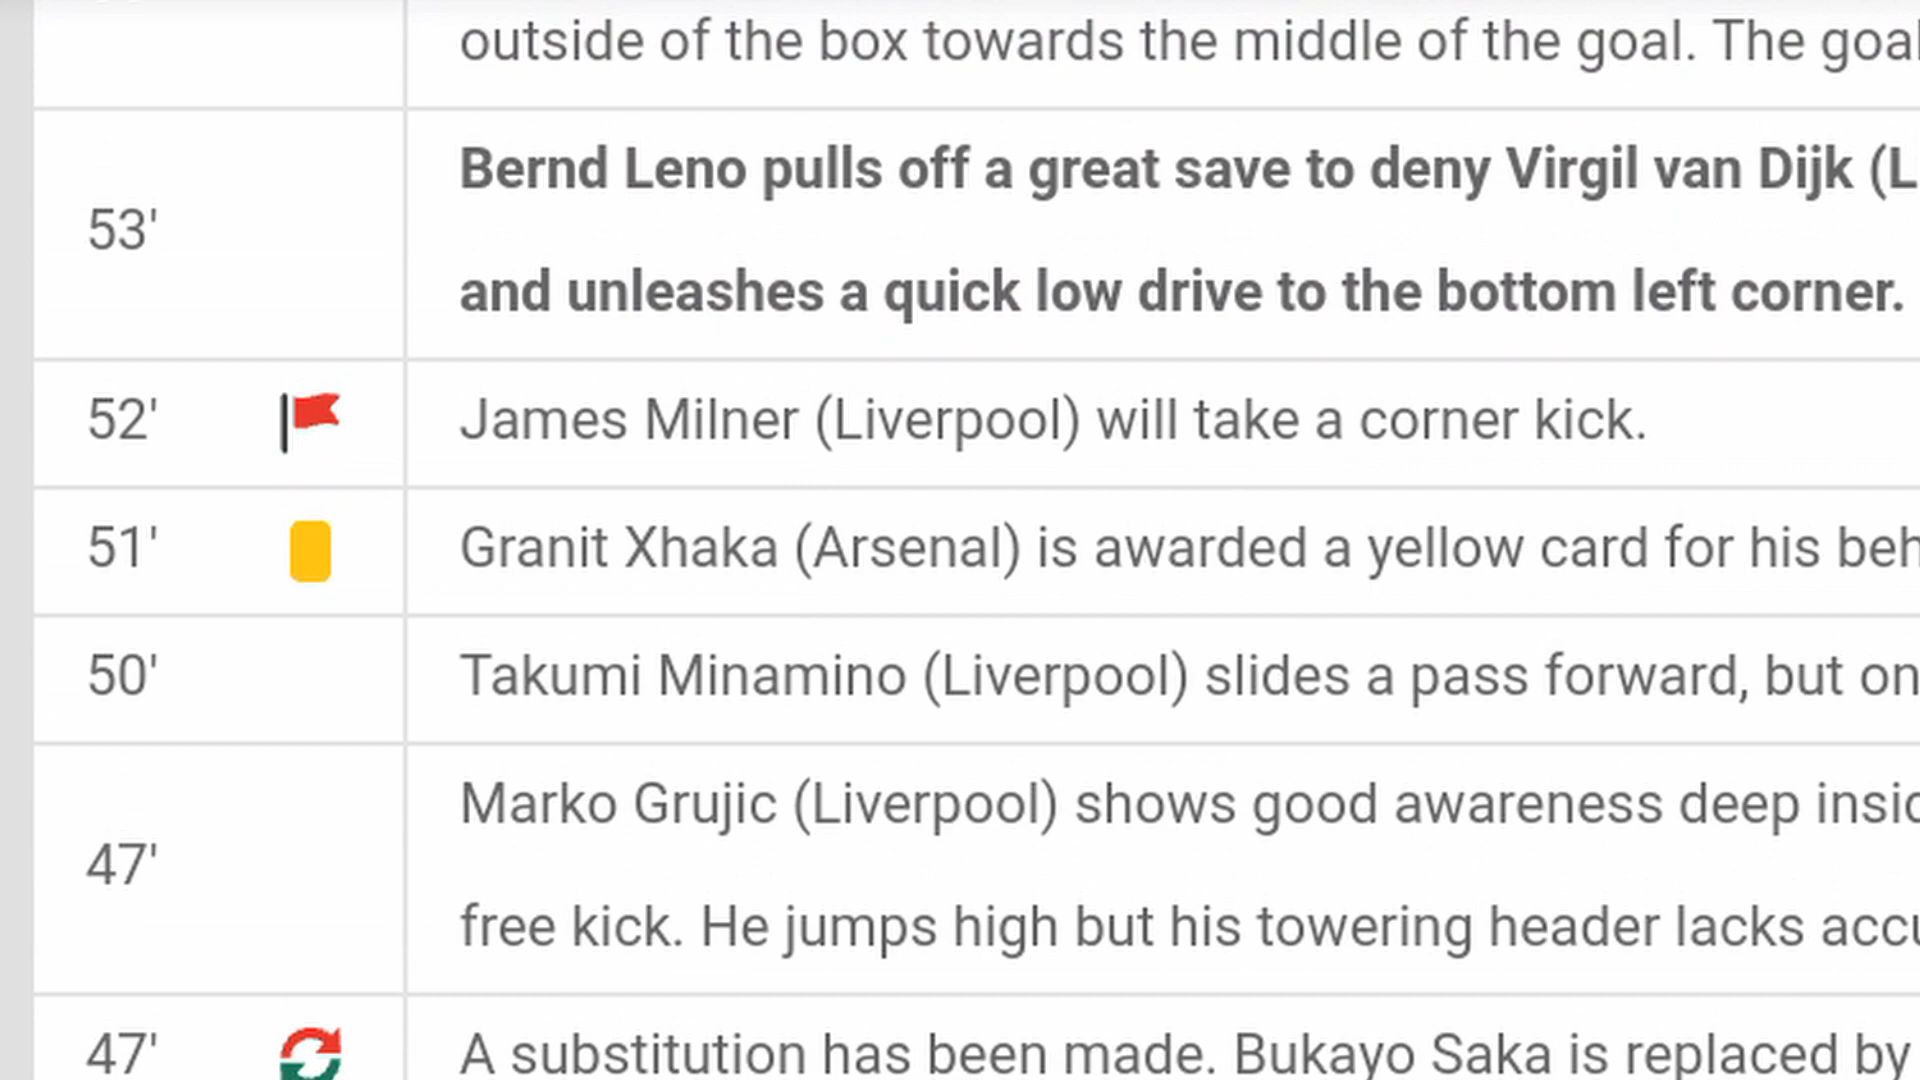 outside of the box towards the middle of the goal. The goal
53'
Bernd Leno pulls off a great save to deny Virgil van Dijk (L
and unleashes a quick low drive to the bottom left corner.
52'
James Milner (Liverpool) will take a corner kick.
51'
Granit Xhaka (Arsenal) is awarded a yellow card for his beh
50'
Takumi Minamino (Liverpool) slides a pass forward, but on
47'
Marko Grujic (Liverpool) shows good awareness deep insid
free kick. He jumps high but his towering header lacks accu
47'
A substitution has been made. Bukayo Saka is replaced by